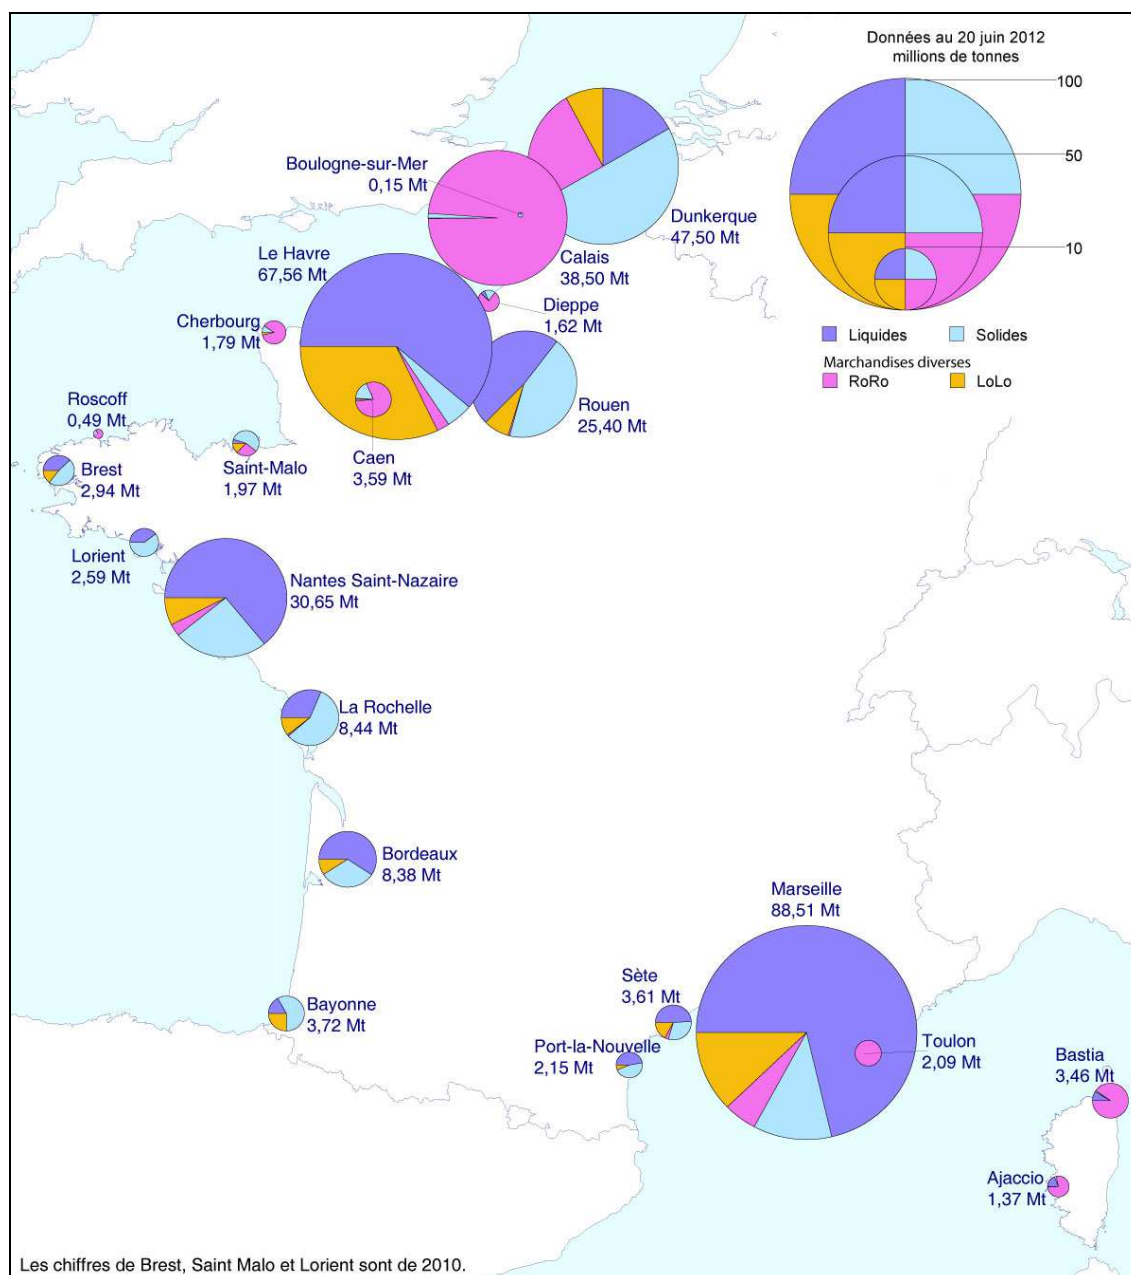 Données au 20 juin 2012
millions de tonnes
100
50
10
Liquides
Solides
Marchandises diverses
RoRo
LoLo
Boulogne-sur-Mer
0,15 Mt
Dunkerque
47,50 Mt
Calais
38,50 Mt
Le Havre
67,56 Mt
Dieppe
1,62 Mt
Cherbourg
1,79 Mt
Rouen
25,40 Mt
Roscoff
0,49 Mt
Brest
2,94 Mt
Saint-Malo
1,97 Mt
Caen
3,59 Mt
Lorient
2,59 Mt
Nantes Saint-Nazaire
30,65 Mt
La Rochelle
8,44 Mt
Bordeaux
8,38 Mt
Marseille
88,51 Mt
Sète
3,61 Mt
Bayonne
3,72 Mt
Port-la-Nouvelle
2,15 Mt
Toulon
2,09 Mt
Bastia
3,46 Mt
Ajaccio
1,37 Mt
Les chiffres de Brest, Saint Malo et Lorient sont de 2010.